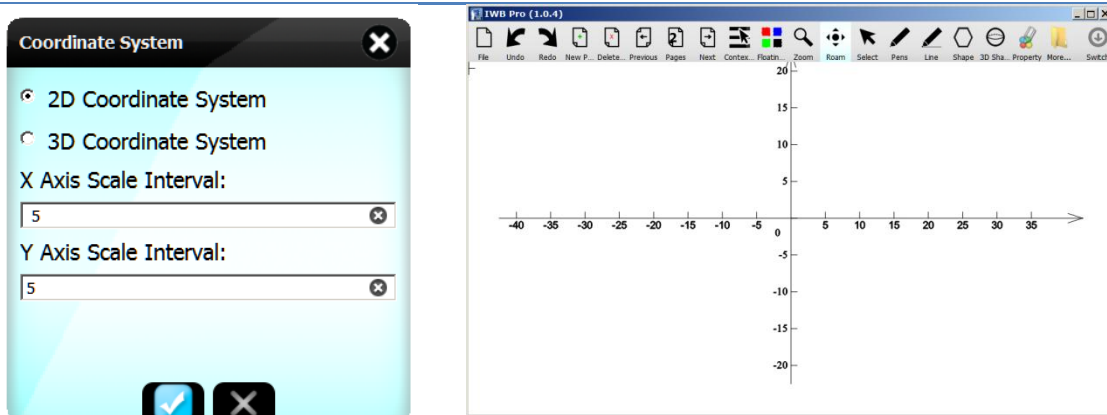 Coordinate System
2D Coordinate System
3D Coordinate System
X Axis Scale Interval:
5
Y Axis Scale Interval:
5
IWB Pro (1.0.4)
File Undo Redo New P... Delete... Previous Pages Next Contex... Floatin... Zoom Roam Select Pens Line Shape 3D Sha... Property More... Switch
20
15
10
5
-40 -35 -30 -25 -20 -15 -10 -5 0 5 10 15 20 25 30 35
-5
-10
-15
-20